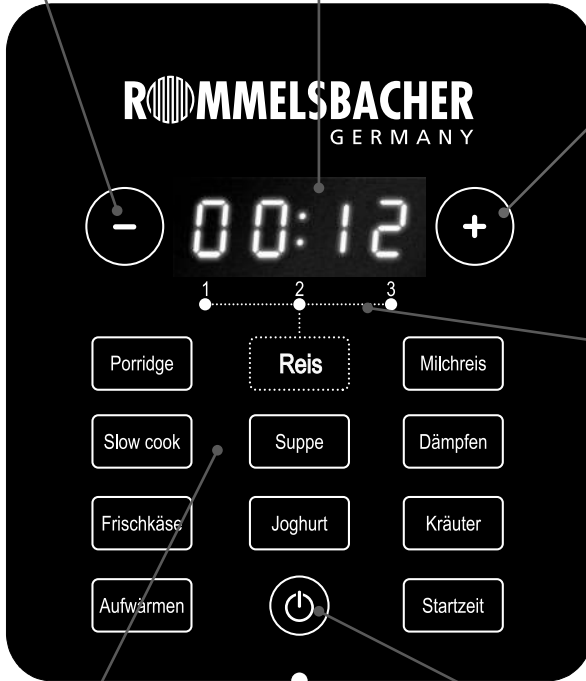 ROMMELSBACHER
GERMANY
- 00:12 +
1 2 3
Porridge Reis Milchreis
Slow cook Suppe Dämpfen
Frischkäse Joghurt Kräuter
Aufwärmen Startzeit